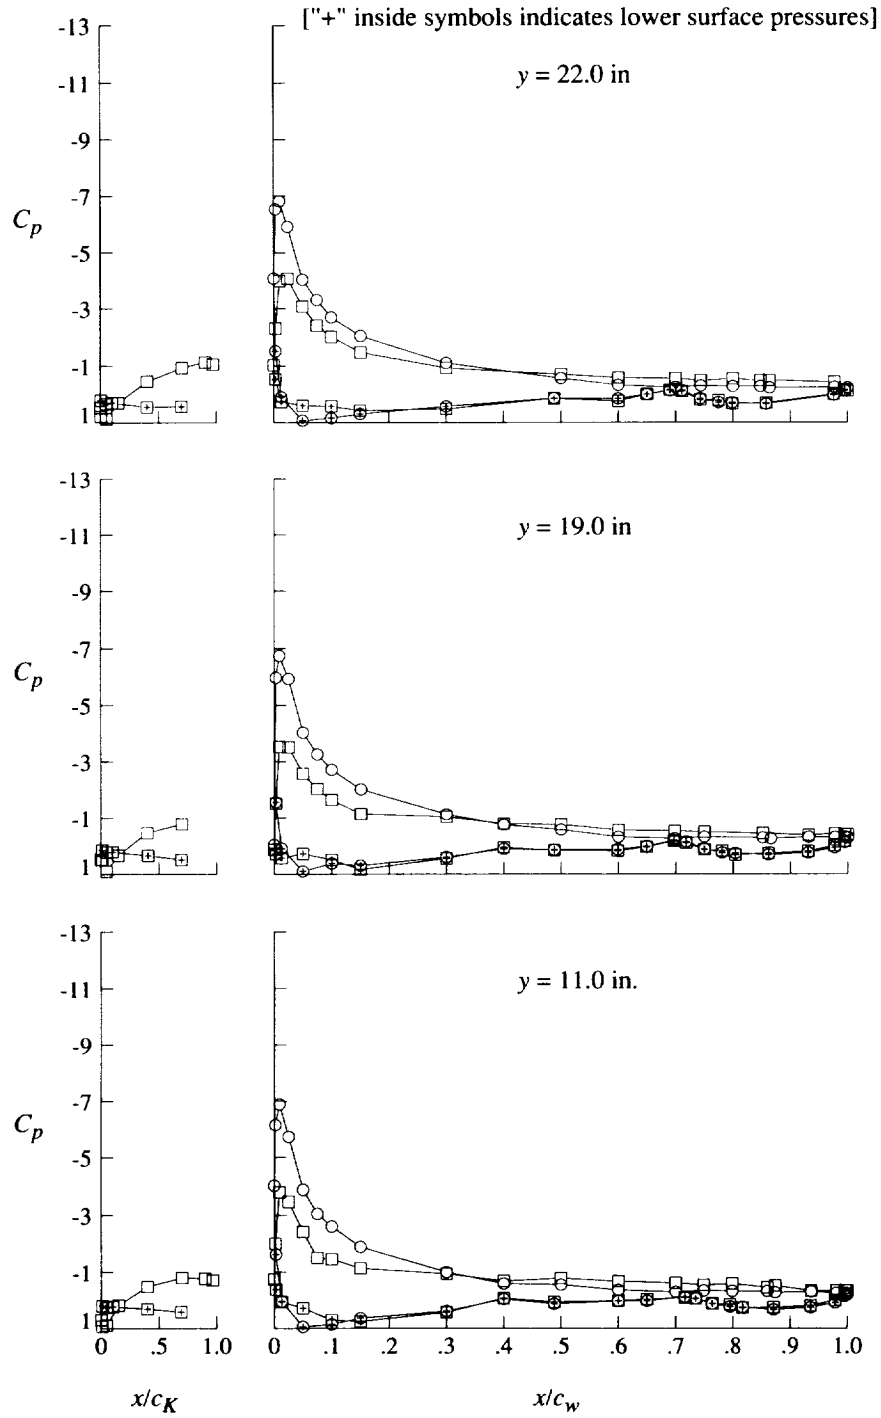 ["+" inside symbols indicates lower surface pressures]
-13
-11
-9
-7
-5
-3
-1
1
C_p
y = 22.0 in
-13
-11
-9
-7
-5
-3
-1
1
C_p
y = 19.0 in
-13
-11
-9
-7
-5
-3
-1
1
C_p
y = 11.0 in.
0 1.0 0 .1 .2 .3 .4 .5 .6 .7 .8 .9 1.0
x/c_K x/c_w